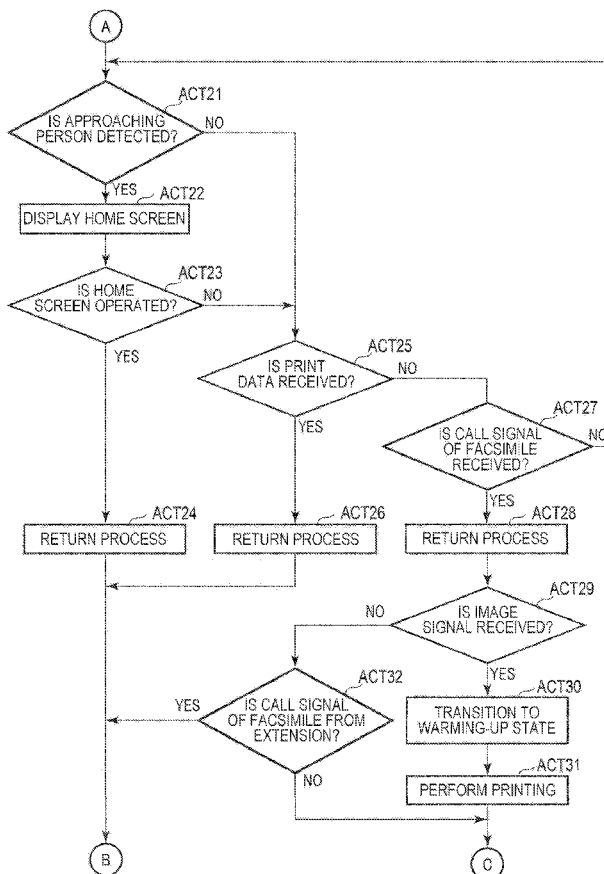 A
ACT21
IS APPROACHING
PERSON DETECTED?
NO
YES
ACT22
DISPLAY HOME SCREEN
ACT23
IS HOME
SCREEN OPERATED?
NO
YES
ACT25
IS PRINT
DATA RECEIVED?
NO
YES
ACT27
IS CALL SIGNAL
OF FACSIMILE
RECEIVED?
NO
YES
ACT24
RETURN PROCESS
ACT26
RETURN PROCESS
ACT28
RETURN PROCESS
ACT29
IS IMAGE
SIGNAL RECEIVED?
NO
YES
ACT32
IS CALL SIGNAL
OF FACSIMILE FROM
EXTENSION?
YES
NO
ACT30
TRANSITION TO
WARMING-UP STATE
ACT31
PERFORM PRINTING
B
C